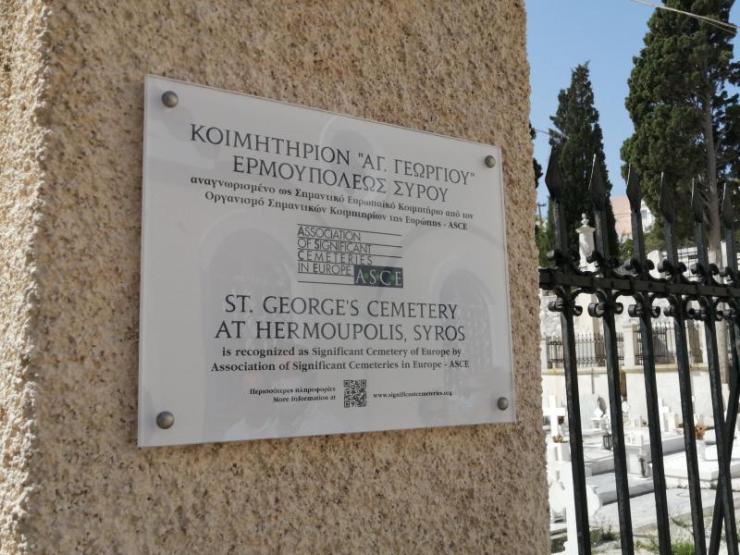 ΚΟΙΜΗΤΗΡΙΟΝ "ΑΓ. ΓΕΩΡΓΙΟΥ"
ΕΡΜΟΥΠΟΛΕΩΣ ΣΥΡΟΥ
αναγνωρισμένο ως Σημαντικό Ευρωπαϊκό Κοιμητήριο από τον
Οργανισμό Σημαντικών Κοιμητηρίων της Ευρώπης - ASCE
ASSOCIATION
OF SIGNIFICANT
CEMETERIES
IN EUROPE ASCE
ST. GEORGE'S CEMETERY
AT HERMOUPOLIS, SYROS
is recognized as Significant Cemetery of Europe by
Association of Significant Cemeteries in Europe - ASCE
Περισσότερες πληροφορίες
More information at www.significantcemeteries.org